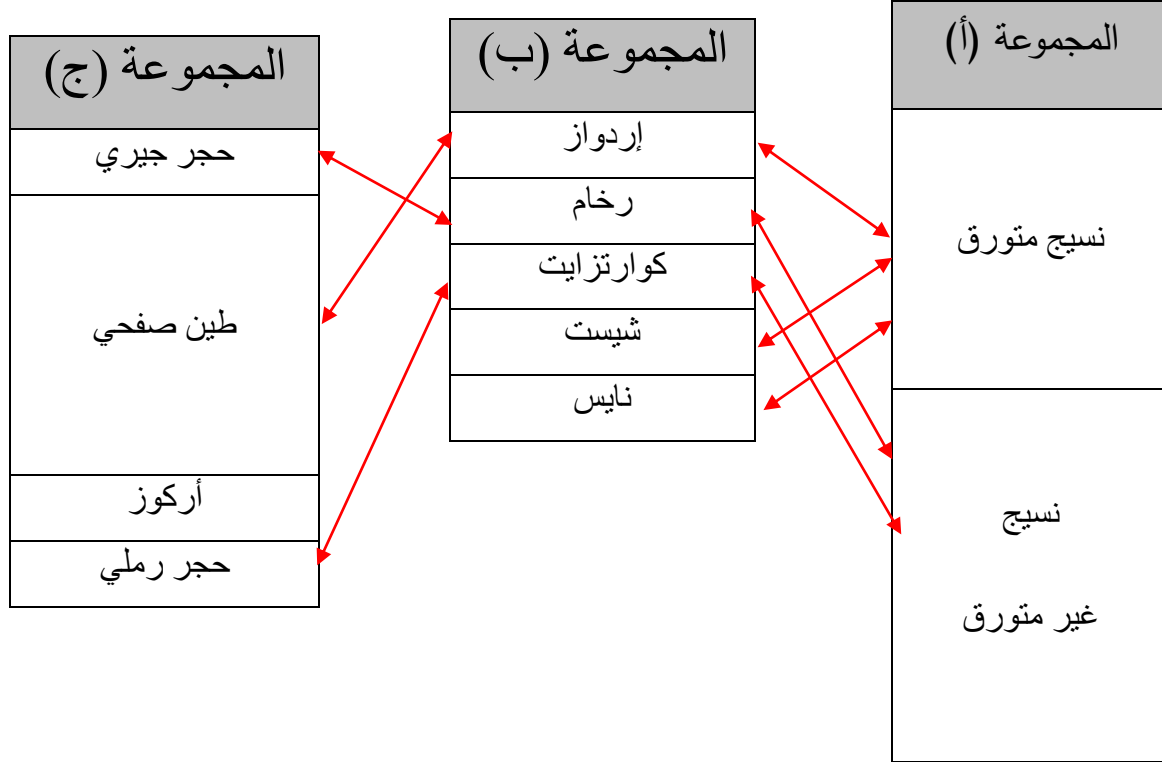 المجموعة (أ)
نسيج متورق
نسيج
غير متورق
المجموعة (ب)
إردواز
رخام
كوارتزايت
شيست
نايس
المجموعة (ج)
حجر جيري
طين صفحي
أركوز
حجر رملي